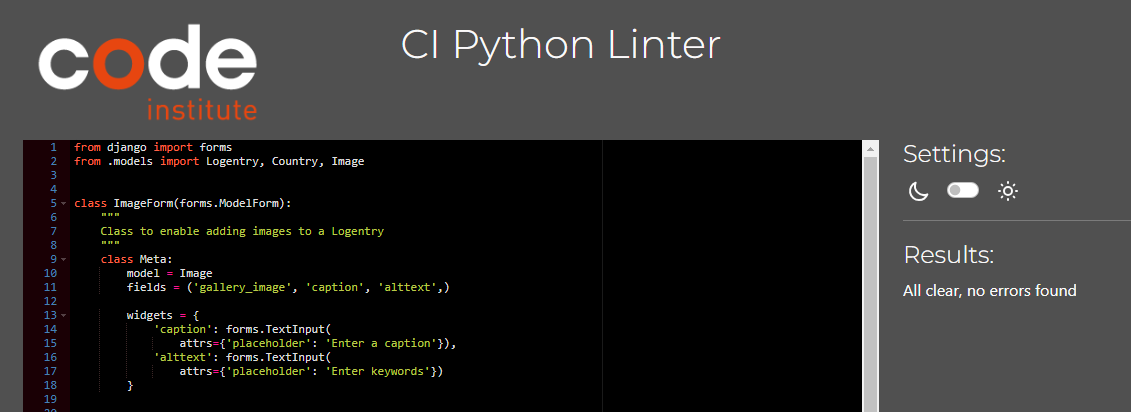 code
institute
CI Python Linter
1 from django import forms
2 from .models import Logentry, Country, Image
3
4
5 class ImageForm(forms.ModelForm):
6     """
7     Class to enable adding images to a Logentry
8     """
9     class Meta:
10         model = Image
11         fields = ('gallery_image', 'caption', 'alttext',)
12
13         widgets = {
14             'caption': forms.TextInput(
15                 attrs={'placeholder': 'Enter a caption'}),
16             'alttext': forms.TextInput(
17                 attrs={'placeholder': 'Enter keywords'})
18         }
19
Settings:
Results:
All clear, no errors found